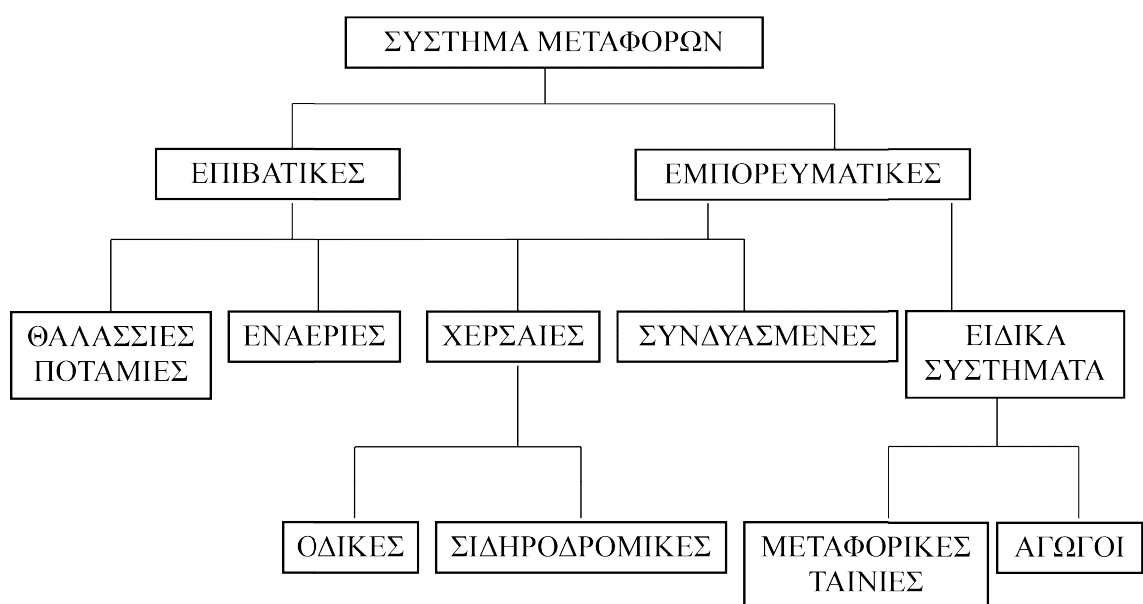 ΣΥΣΤΗΜΑ ΜΕΤΑΦΟΡΩΝ
ΕΠΙΒΑΤΙΚΕΣ
ΕΜΠΟΡΕΥΜΑΤΙΚΕΣ
ΘΑΛΑΣΣΙΕΣ
ΠΟΤΑΜΙΕΣ
ΕΝΑΕΡΙΕΣ
ΧΕΡΣΑΙΕΣ
ΣΥΝΔΥΑΣΜΕΝΕΣ
ΕΙΔΙΚΑ
ΣΥΣΤΗΜΑΤΑ
ΟΔΙΚΕΣ
ΣΙΔΗΡΟΔΡΟΜΙΚΕΣ
ΜΕΤΑΦΟΡΙΚΕΣ
ΤΑΙΝΙΕΣ
ΑΓΩΓΟΙ